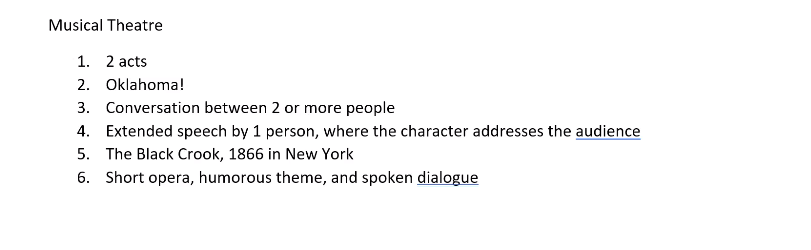 Musical Theatre
1. 2 acts
2. Oklahoma!
3. Conversation between 2 or more people
4. Extended speech by 1 person, where the character addresses the audience
5. The Black Crook, 1866 in New York
6. Short opera, humorous theme, and spoken dialogue